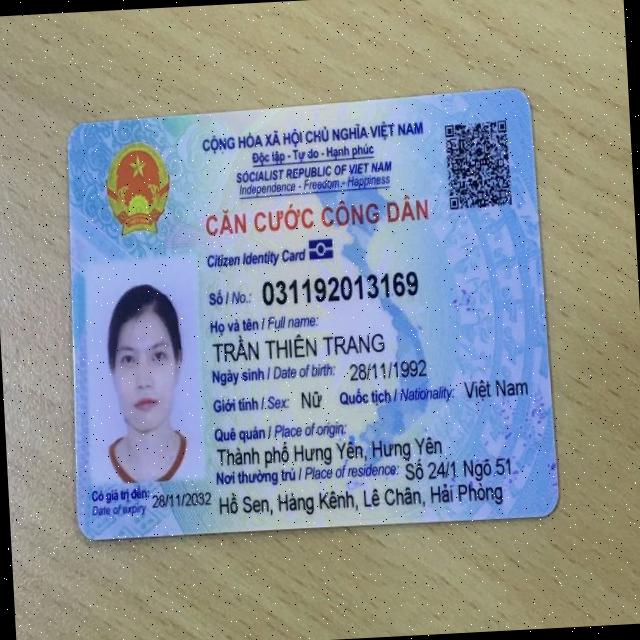 CỘNG HÒA XÃ HỘI CHỦ NGHĨA VIỆT NAM
Độc lập - Tự do - Hạnh phúc
SOCIALIST REPUBLIC OF VIET NAM
Independence - Freedom - Happiness
CĂN CƯỚC CÔNG DÂN
Citizen Identity Card
Số / No.: 031192013169
Họ và tên / Full name:
TRẦN THIÊN TRANG
Ngày sinh / Date of birth: 28/11/1992
Giới tính / Sex: Nữ Quốc tịch / Nationality: Việt Nam
Quê quán / Place of origin:
Thành phố Hưng Yên, Hưng Yên
Nơi thường trú / Place of residence: Số 24/1 Ngõ 51
Hồ Sen, Hàng Kênh, Lê Chân, Hải Phòng
Có giá trị đến: 28/11/2032
Date of expiry